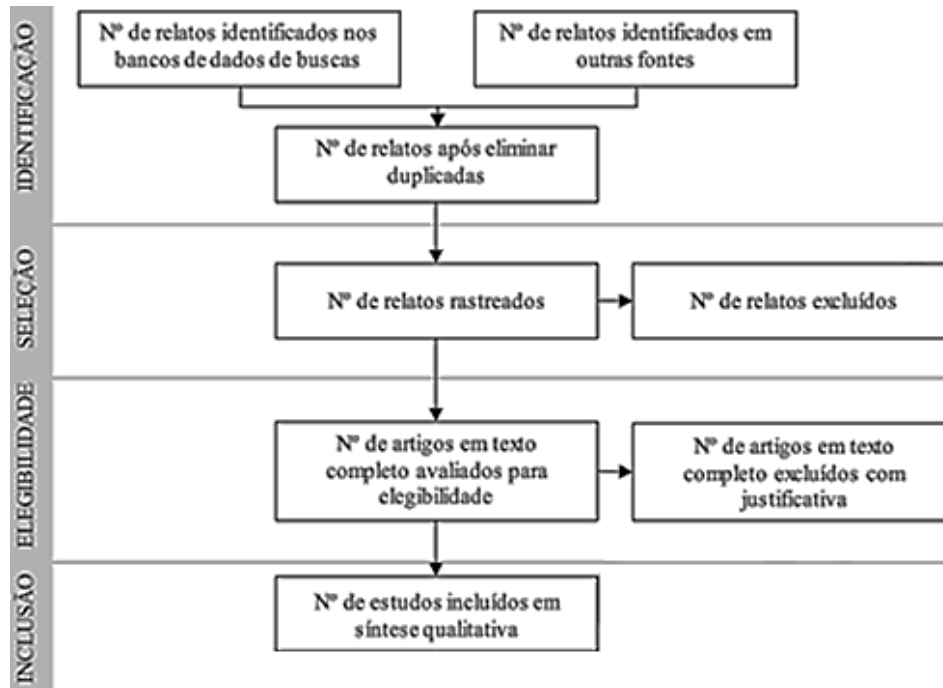 IDENTIFICAÇÃO
Nº de relatos identificados nos
bancos de dados de buscas
Nº de relatos identificados em
outras fontes
Nº de relatos após eliminar
duplicadas
SELEÇÃO
Nº de relatos rastreados
Nº de relatos excluídos
ELEGIBILIDADE
Nº de artigos em texto
completo avaliados para
elegibilidade
Nº de artigos em texto
completo excluídos com
justificativa
INCLUSÃO
Nº de estudos incluídos em
síntese qualitativa